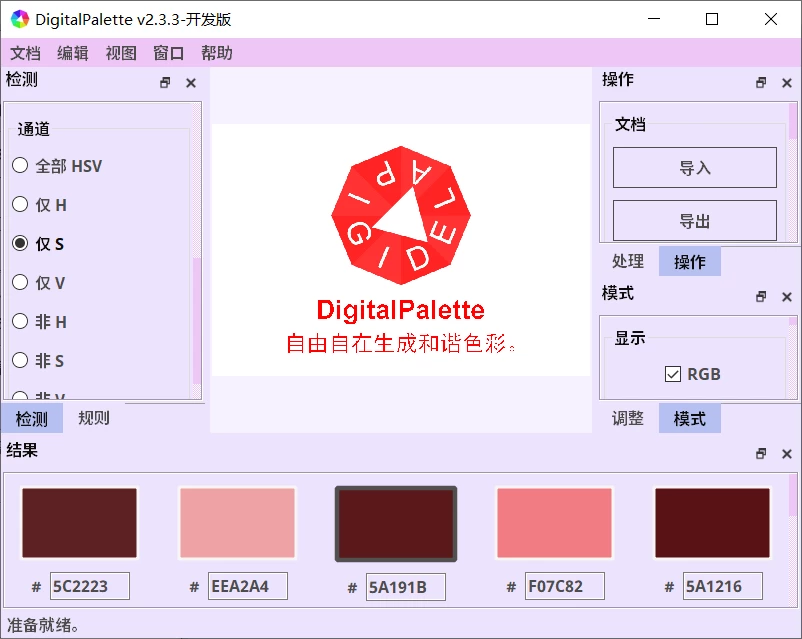 DigitalPalette v2.3.3-开发版
文档 编辑 视图 窗口 帮助
检测
通道
全部 HSV
仅 H
仅 S
仅 V
非 H
非 S
非 V
检测 规则
DIGITALPALE
DigitalPalette
自由自在生成和谐色彩。
操作
文档
导入
导出
处理 操作
模式
显示
RGB
调整 模式
结果
# 5C2223
# EEA2A4
# 5A191B
# F07C82
# 5A1216
准备就绪。